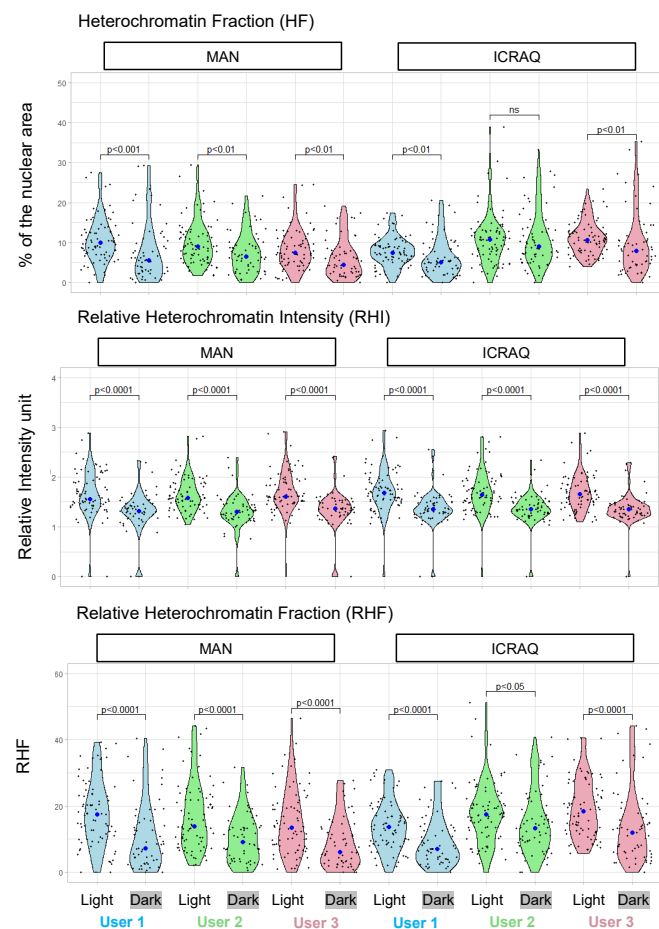 Heterochromatin Fraction (HF)
MAN ICRAQ
% of the nuclear area
50
40
30
20
10
0
p<0.001 p<0.01 p<0.01 p<0.01 ns p<0.01
Relative Heterochromatin Intensity (RHI)
MAN ICRAQ
Relative Intensity unit
4
2
1
0
p<0.0001 p<0.0001 p<0.0001 p<0.0001 p<0.0001 p<0.0001
Relative Heterochromatin Fraction (RHF)
MAN ICRAQ
RHF
60
40
20
0
p<0.0001 p<0.0001 p<0.0001 p<0.0001 p<0.05 p<0.0001
Light Dark Light Dark Light Dark Light Dark Light Dark Light Dark
User 1 User 2 User 3 User 1 User 2 User 3